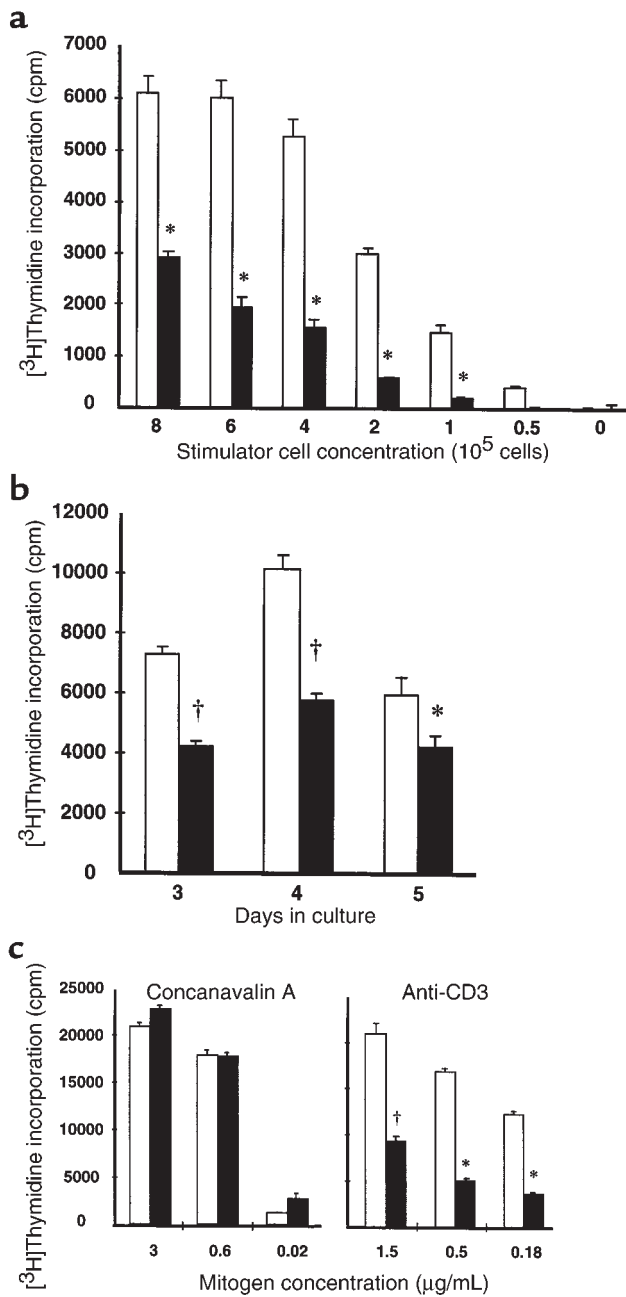 a
[3H]Thymidine incorporation (cpm)
7000
6000
5000
4000
3000
2000
1000
0
* * * * *
8 6 4 2 1 0.5 0
Stimulator cell concentration (10^5 cells)
b
[3H]Thymidine incorporation (cpm)
12000
10000
8000
6000
4000
2000
0
† † *
3 4 5
Days in culture
c
[3H]Thymidine incorporation (cpm)
Concanavalin A Anti-CD3
25000
20000
15000
10000
5000
0
† * *
3 0.6 0.02 1.5 0.5 0.18
Mitogen concentration (μg/mL)